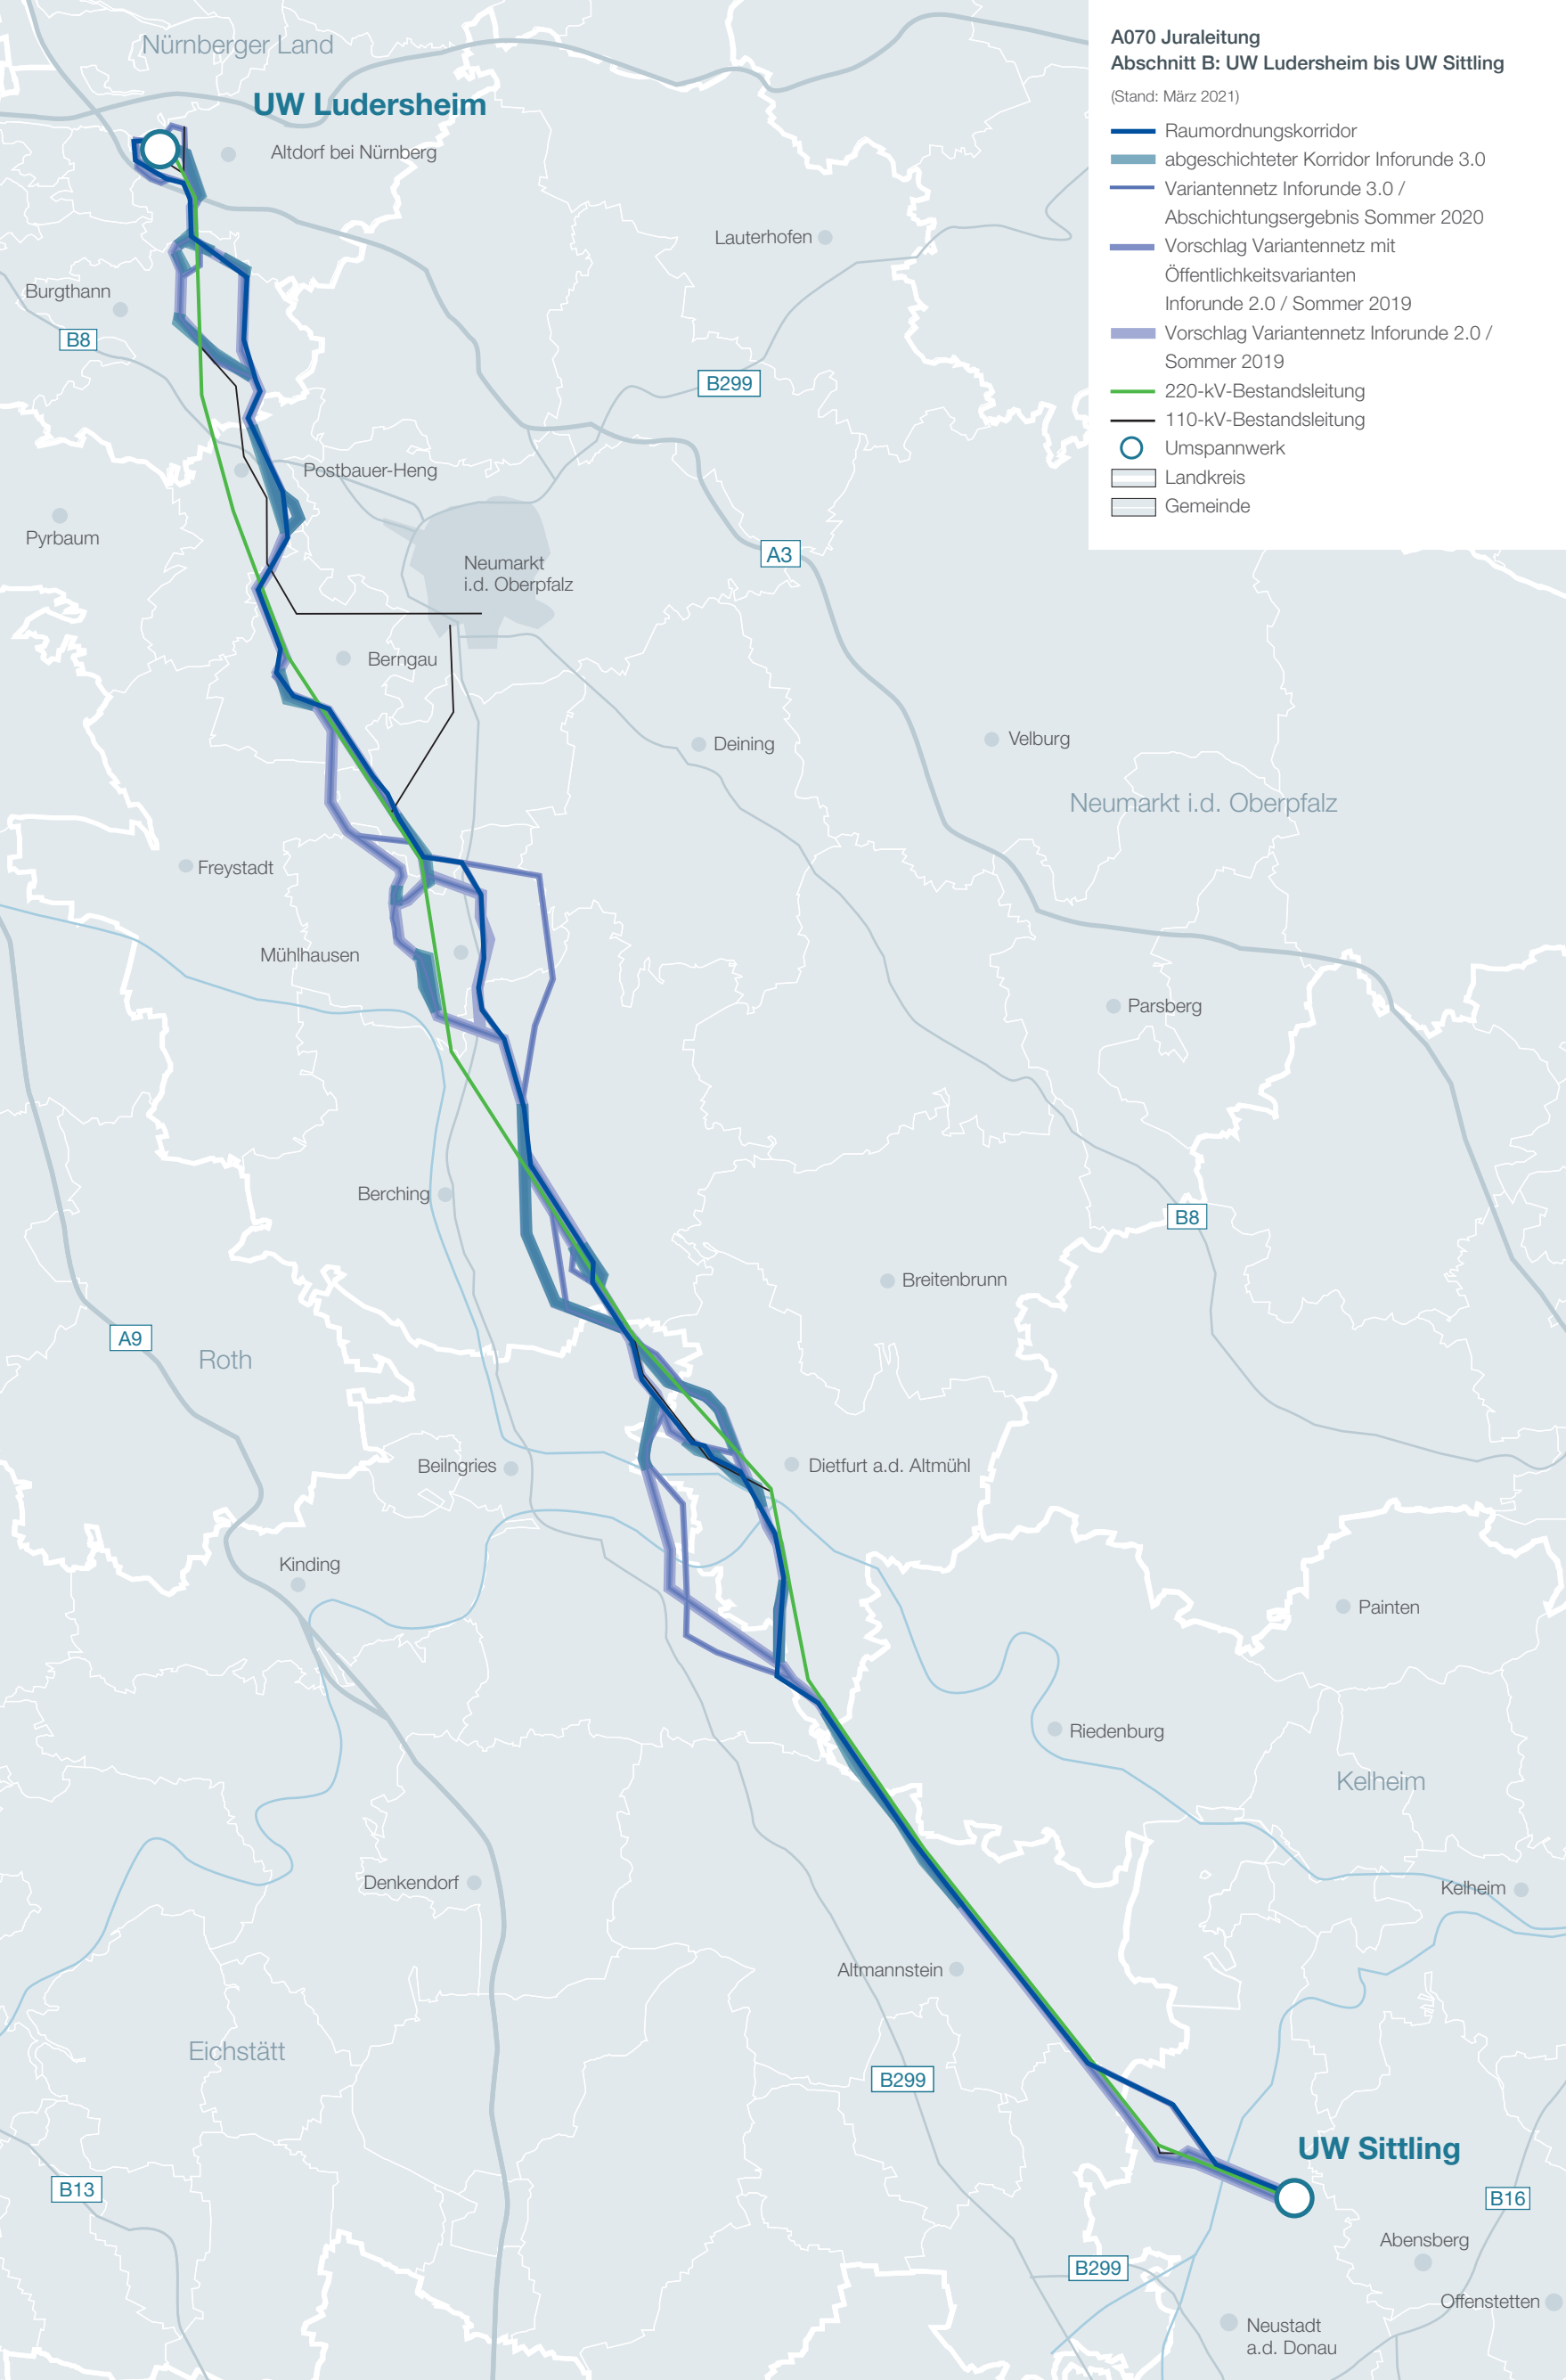 A070 Juraleitung
Abschnitt B: UW Ludersheim bis UW Sittling
(Stand: März 2021)
Raumordnungskorridor
abgeschichteter Korridor Inforunde 3.0
Variantennetz Inforunde 3.0 /
Abschichtungsergebnis Sommer 2020
Vorschlag Variantennetz mit
Öffentlichkeitsvarianten
Inforunde 2.0 / Sommer 2019
Vorschlag Variantennetz Inforunde 2.0 /
Sommer 2019
220-kV-Bestandsleitung
110-kV-Bestandsleitung
Umspannwerk
Landkreis
Gemeinde
Nürnberger Land
UW Ludersheim
Altdorf bei Nürnberg
Lauterhofen
Burgthann
B8
B299
Postbauer-Heng
Pyrbaum
A3
Neumarkt
i.d. Oberpfalz
Berngau
Deining
Velburg
Neumarkt i.d. Oberpfalz
Freystadt
Mühlhausen
Parsberg
Berching
B8
Breitenbrunn
A9
Roth
Beilngries
Dietfurt a.d. Altmühl
Kinding
Painten
Riedenburg
Kelheim
Denkendorf
Kelheim
Altmannstein
Eichstätt
B299
UW Sittling
B13
B16
Abensberg
B299
Offenstetten
Neustadt
a.d. Donau